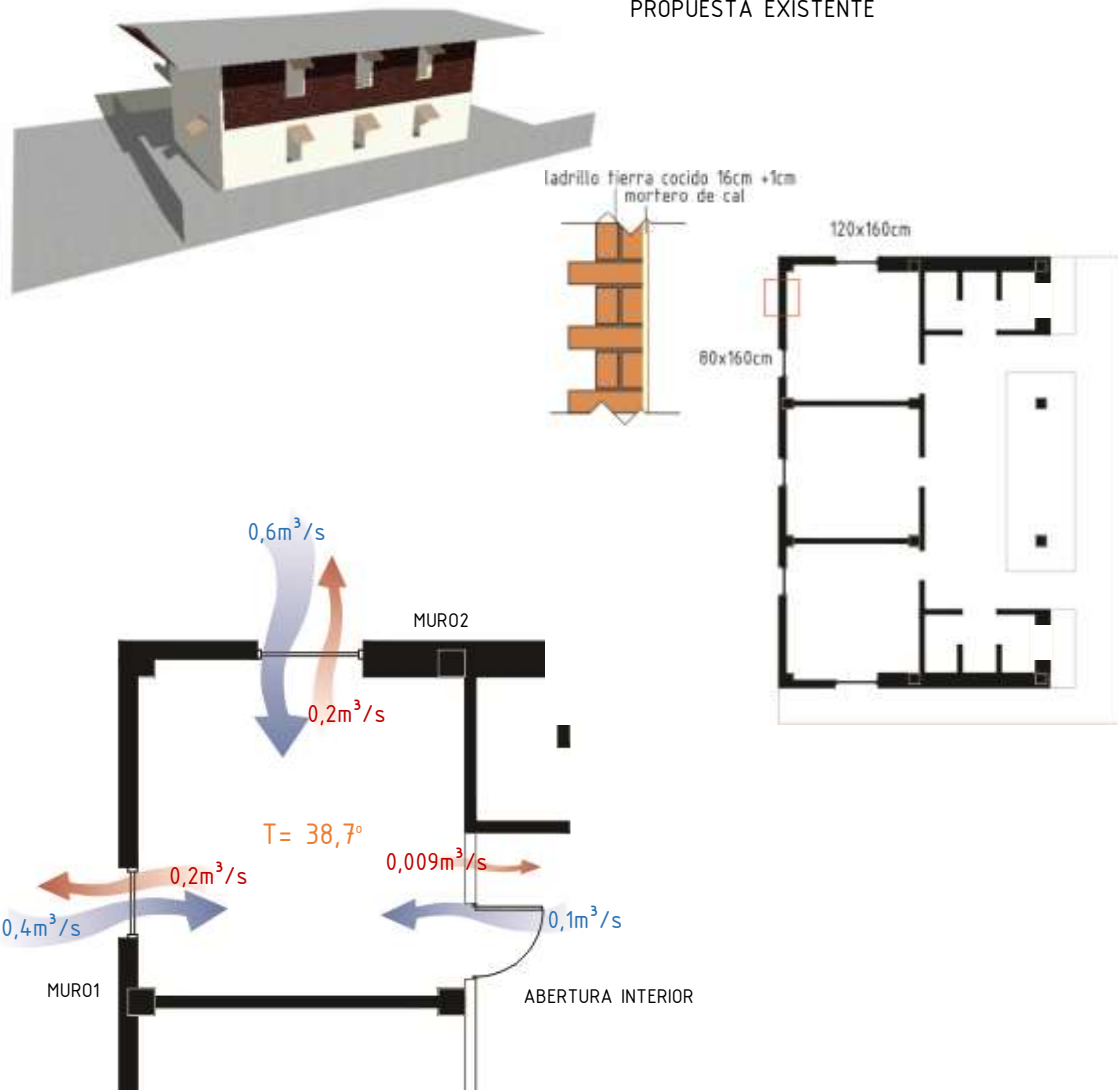 PROPUESTA EXISTENTE
ladrillo tierra cocido 16cm +1cm
mortero de cal
120x160cm
80x160cm
0,6m³/s
MURO2
0,2m³/s
T= 38,7º
0,2m³/s
0,009m³/s
0,4m³/s
0,1m³/s
MURO1
ABERTURA INTERIOR